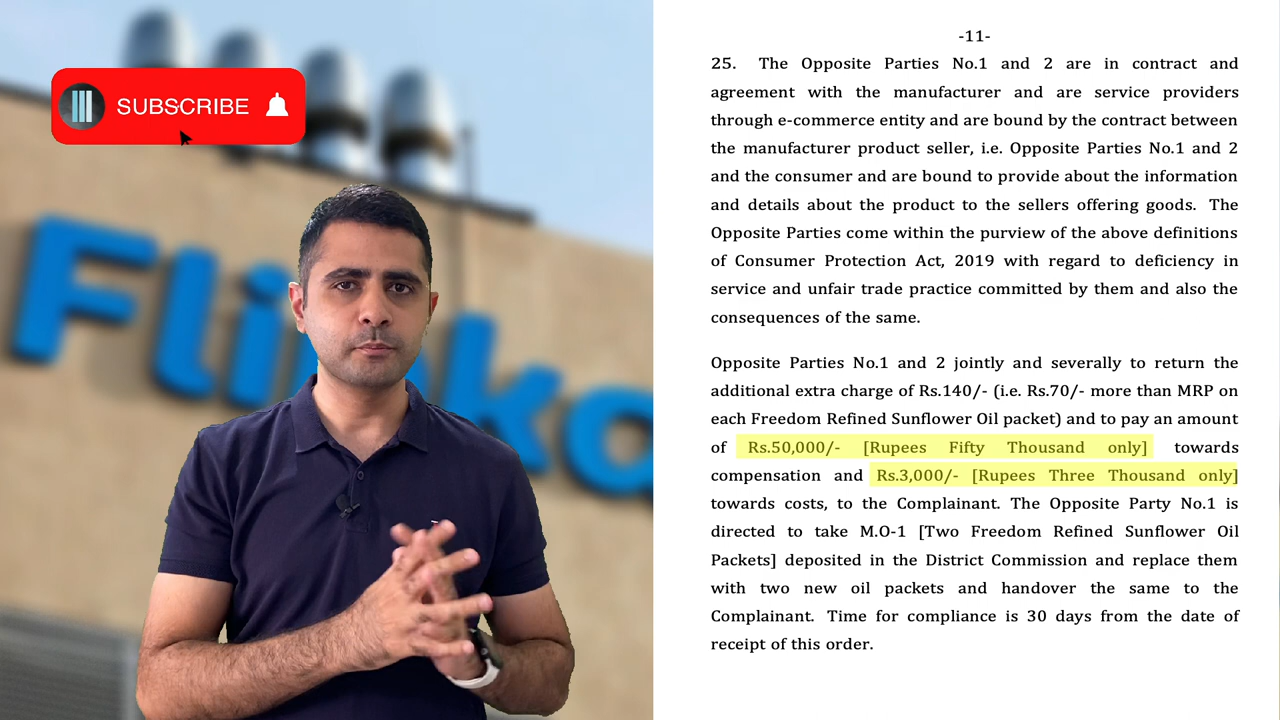 SUBSCRIBE
Flipka
-11-
25. The Opposite Parties No.1 and 2 are in contract and
agreement with the manufacturer and are service providers
through e-commerce entity and are bound by the contract between
the manufacturer product seller, i.e. Opposite Parties No.1 and 2
and the consumer and are bound to provide about the information
and details about the product to the sellers offering goods. The
Opposite Parties come within the purview of the above definitions
of Consumer Protection Act, 2019 with regard to deficiency in
service and unfair trade practice committed by them and also the
consequences of the same.
Opposite Parties No.1 and 2 jointly and severally to return the
additional extra charge of Rs.140/- (i.e. Rs.70/- more than MRP on
each Freedom Refined Sunflower Oil packet) and to pay an amount
of Rs.50,000/- [Rupees Fifty Thousand only] towards
compensation and Rs.3,000/- [Rupees Three Thousand only]
towards costs, to the Complainant. The Opposite Party No.1 is
directed to take M.O-1 [Two Freedom Refined Sunflower Oil
Packets] deposited in the District Commission and replace them
with two new oil packets and handover the same to the
Complainant. Time for compliance is 30 days from the date of
receipt of this order.